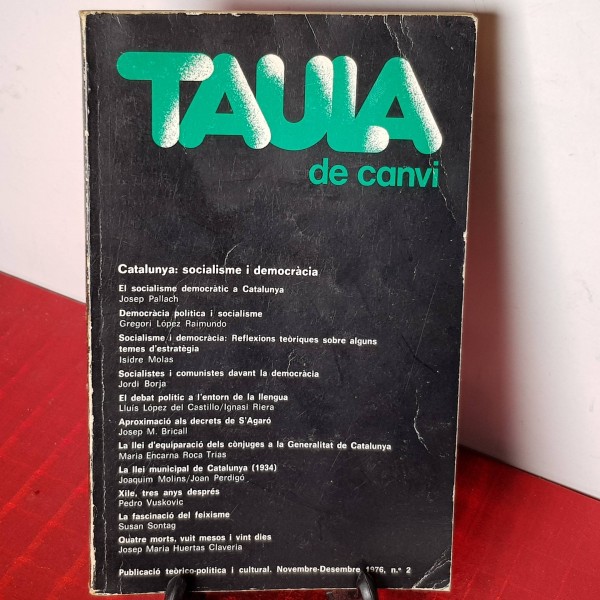 TAULA
de canvi
Catalunya: socialisme i democràcia
El socialisme democràtic a Catalunya
Josep Pallach
Democràcia política i socialisme
Gregori López Raimundo
Socialisme i democràcia: Reflexions teòriques sobre alguns
temes d'estratègia
Isidre Molas
Socialistes i comunistes davant la democràcia
Jordi Borja
El debat polític a l'entorn de la llengua
Lluís López del Castillo/Ignasi Riera
Aproximació als decrets de S'Agaró
Josep M. Bricall
La llei d'equiparació dels cònjuges a la Generalitat de Catalunya
Maria Encarna Roca Trias
La llei municipal de Catalunya (1934)
Joaquim Molins/Joan Perdigó
Xile, tres anys després
Pedro Vuskovic
La fascinació del feixisme
Susan Sontag
Quatre morts, vuit mesos i vint dies
Josep Maria Huertas Claveria
Publicació teòrico-política i cultural. Novembre-Desembre 1976, n.º 2